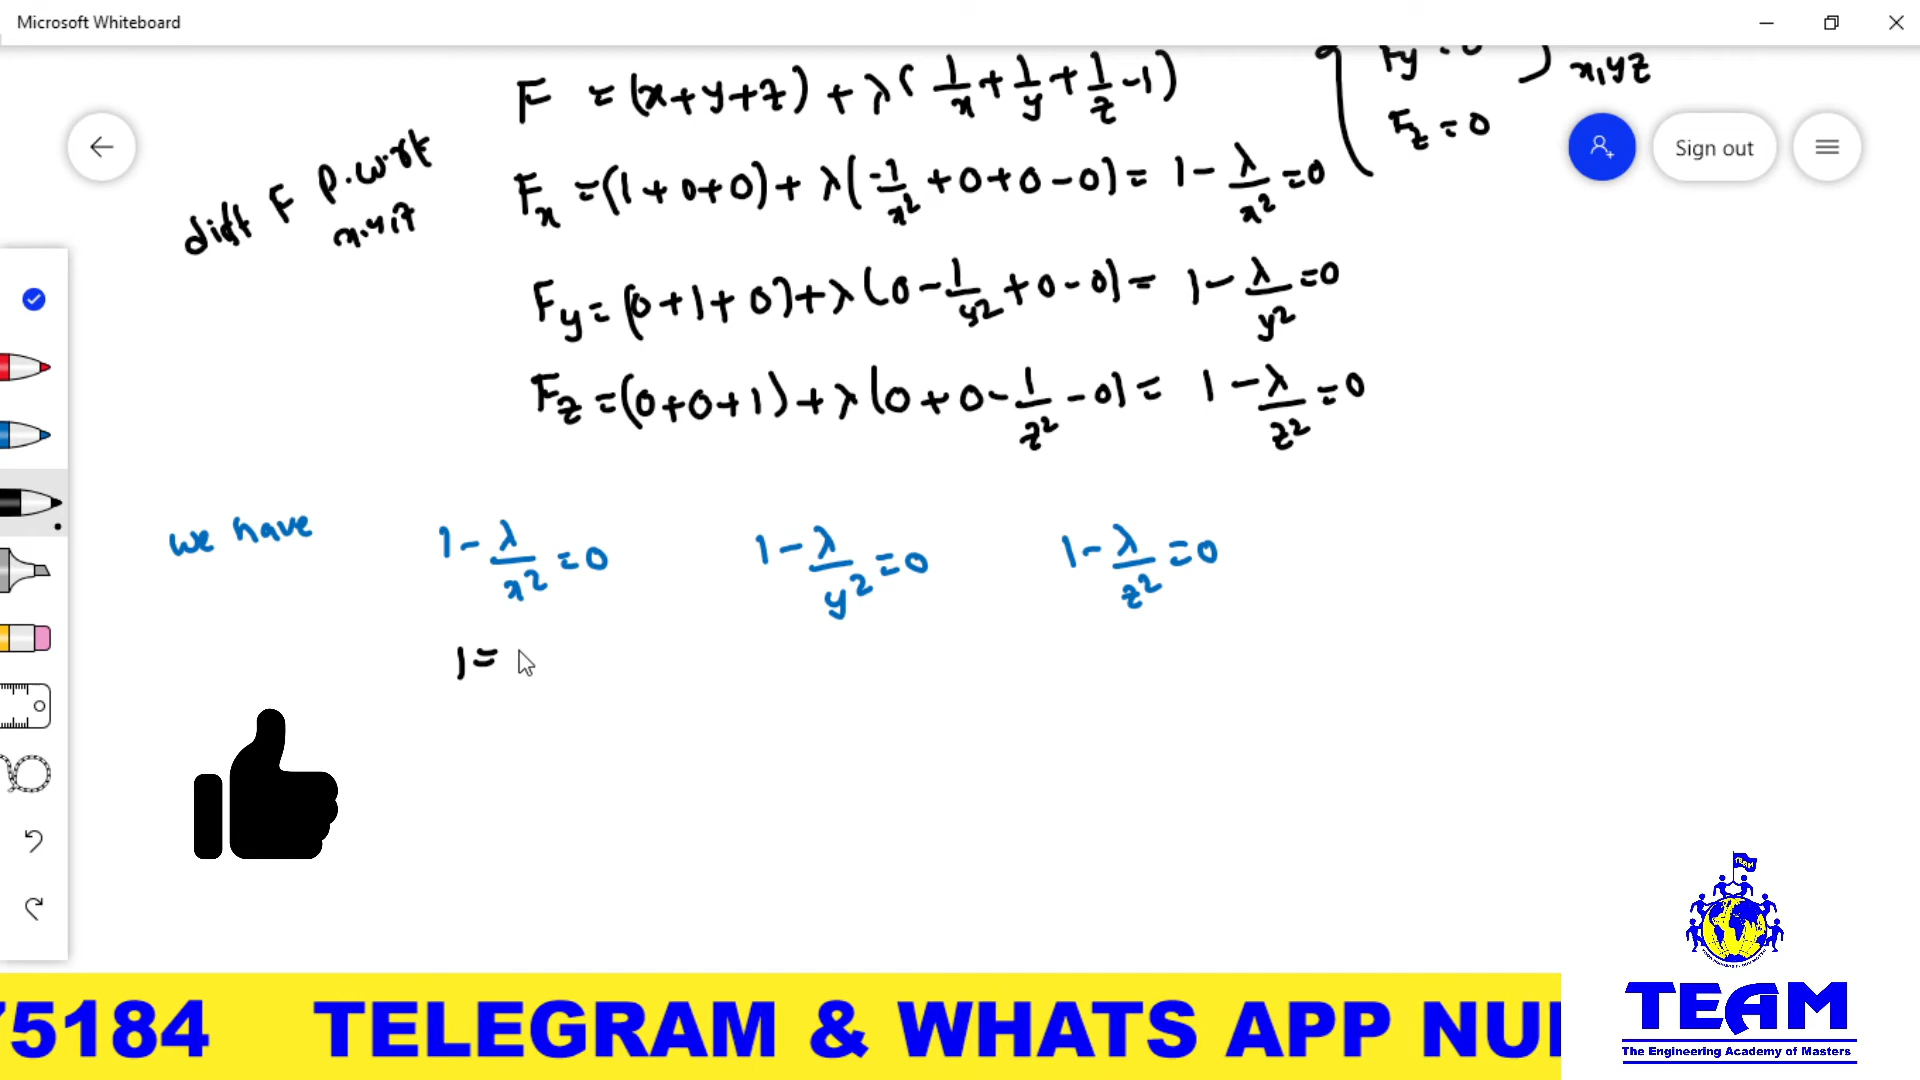 Microsoft Whiteboard
F = (x+y+z) + λ( 1/x + 1/y + 1/z -1)
Fy = 0
x,y,z
Fz = 0
Sign out
diff F p.w.rt
x,y,z
Fx = (1+0+0) + λ(-1/x² +0+0-0) = 1 - λ/x² =0
Fy = (0+1+0)+λ(0 - 1/y² +0-0) = 1 - λ/y² =0
Fz = (0+0+1) + λ(0+0 - 1/z² -0) = 1 - λ/z² =0
we have 1 - λ/x² =0 1 - λ/y² =0 1 - λ/z² =0
1 =
75184 TELEGRAM & WHATS APP NU
TEAM
The Engineering Academy of Masters